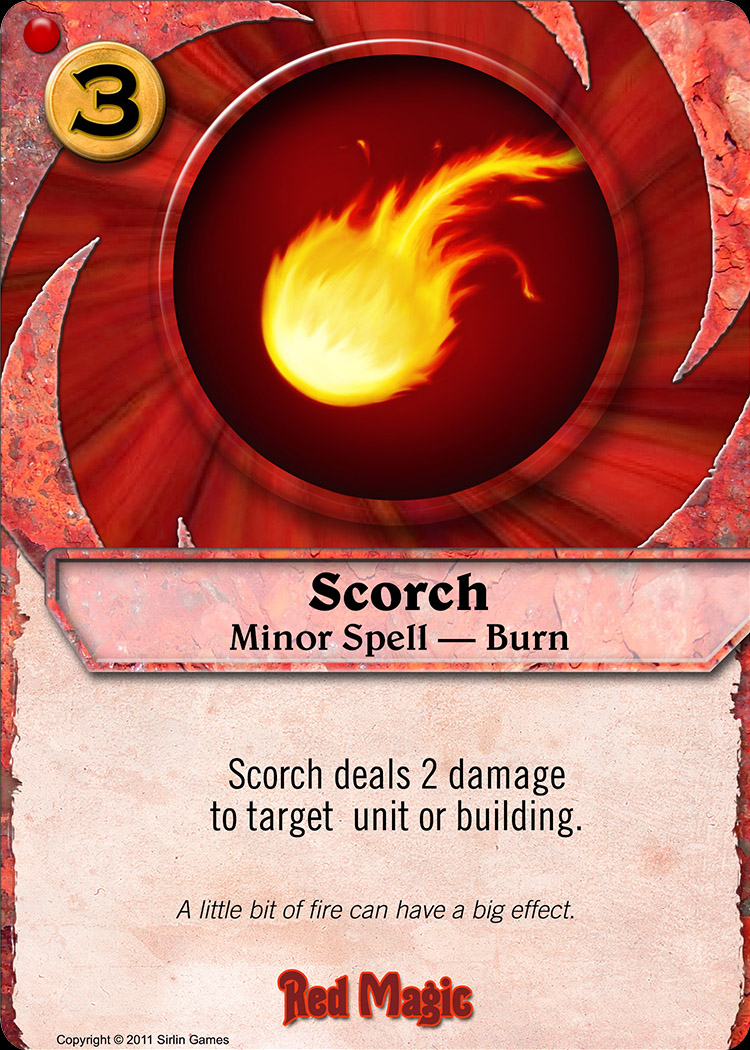 3
Scorch
Minor Spell — Burn
Scorch deals 2 damage
to target unit or building.
A little bit of fire can have a big effect.
Red Magic
Copyright © 2011 Sirlin Games